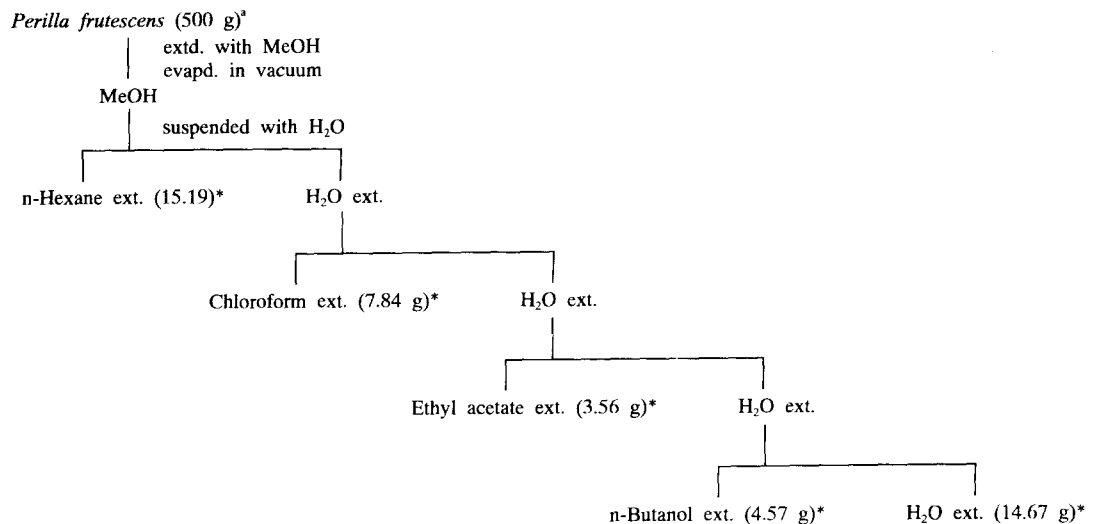 Perilla frutescens (500 g)ᵃ
extd. with MeOH
evapd. in vacuum
MeOH
suspended with H₂O
n-Hexane ext. (15.19)* H₂O ext.
Chloroform ext. (7.84 g)* H₂O ext.
Ethyl acetate ext. (3.56 g)* H₂O ext.
n-Butanol ext. (4.57 g)* H₂O ext. (14.67 g)*